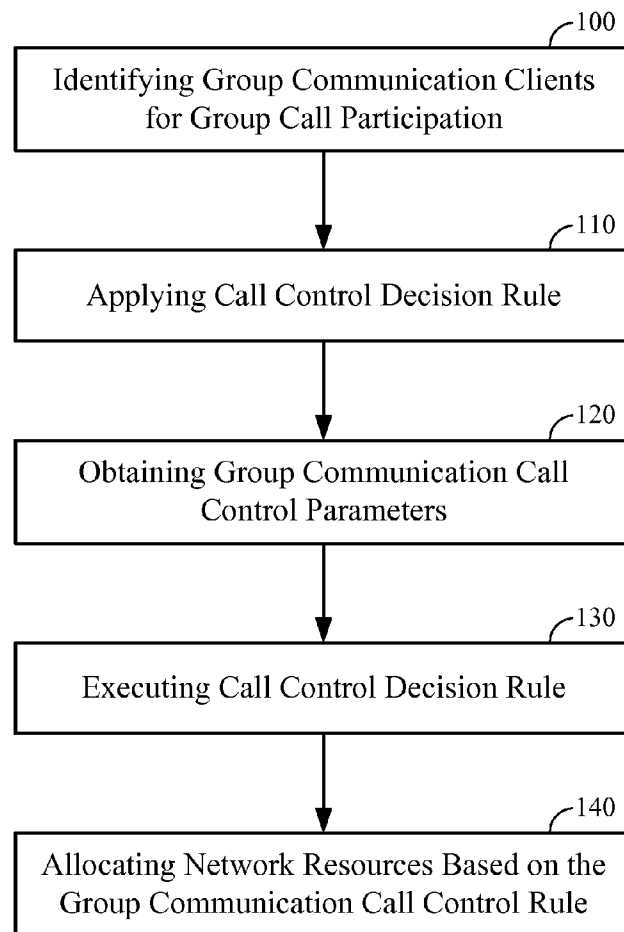 100
Identifying Group Communication Clients
for Group Call Participation
110
Applying Call Control Decision Rule
120
Obtaining Group Communication Call
Control Parameters
130
Executing Call Control Decision Rule
140
Allocating Network Resources Based on the
Group Communication Call Control Rule